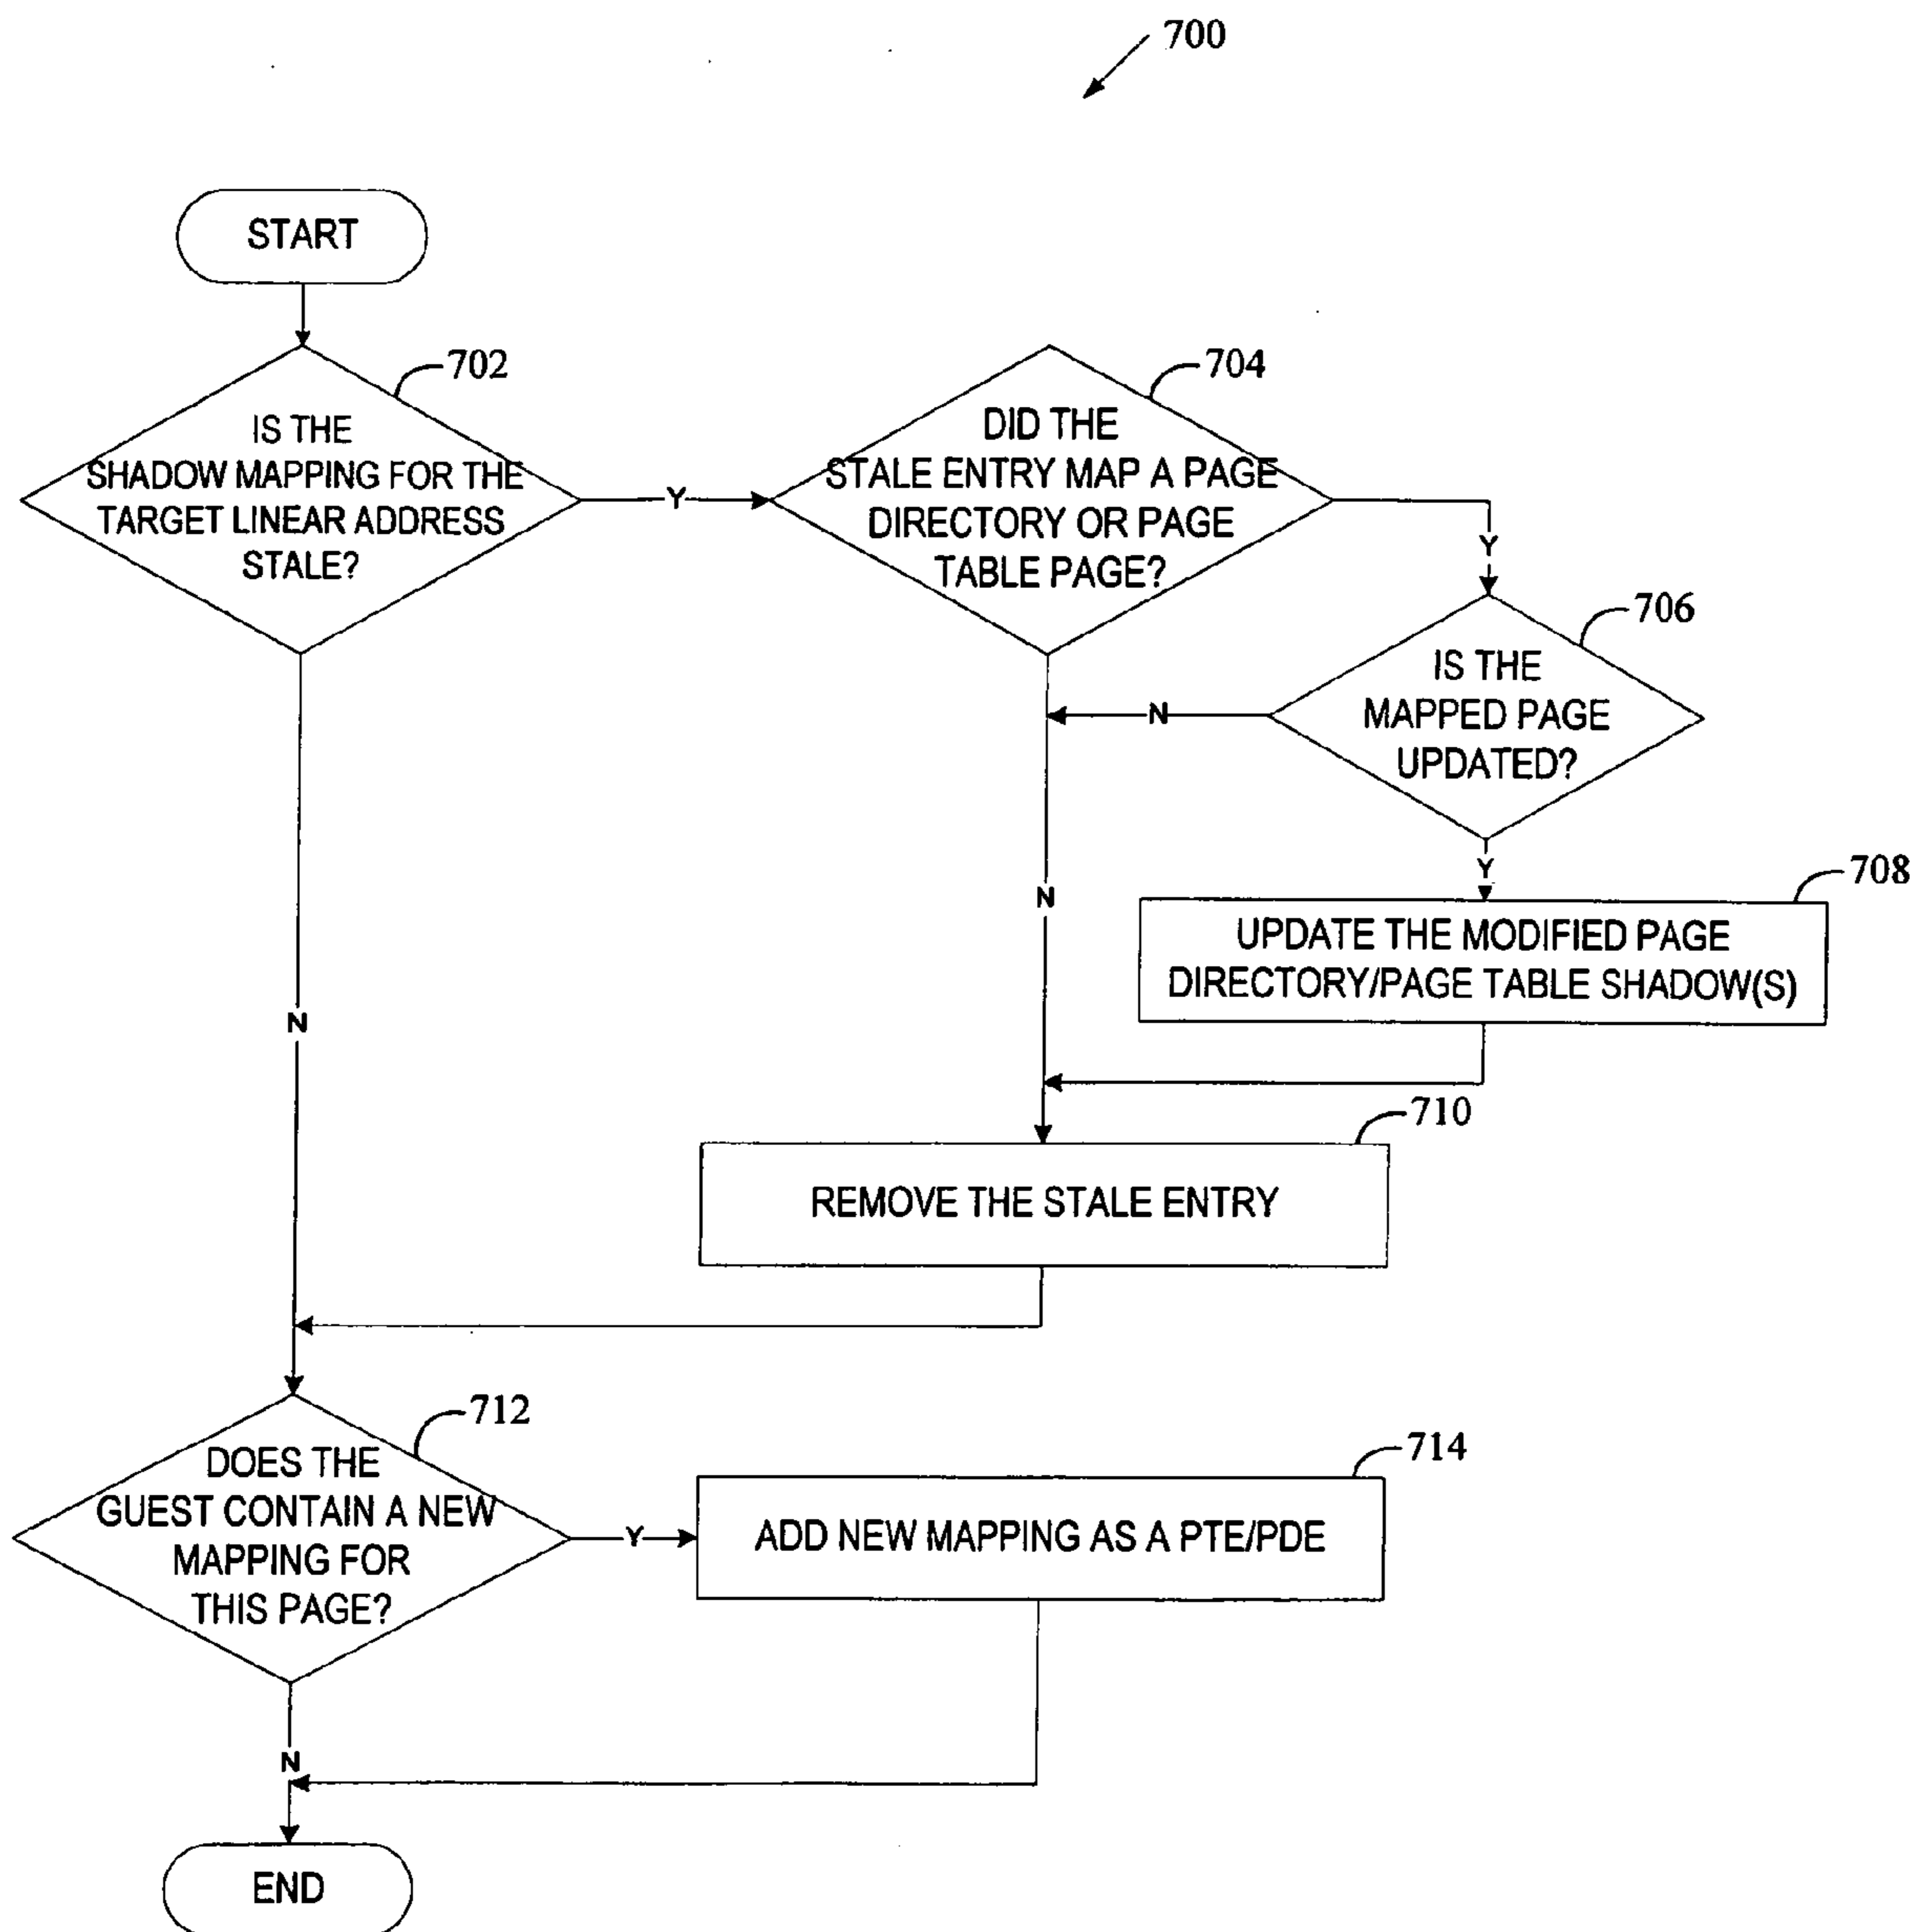 700
START
702
IS THE
SHADOW MAPPING FOR THE
TARGET LINEAR ADDRESS
STALE?
Y
704
DID THE
STALE ENTRY MAP A PAGE
DIRECTORY OR PAGE
TABLE PAGE?
Y
706
IS THE
MAPPED PAGE
UPDATED?
N
Y
N
708
UPDATE THE MODIFIED PAGE
DIRECTORY/PAGE TABLE SHADOW(S)
N
710
REMOVE THE STALE ENTRY
712
DOES THE
GUEST CONTAIN A NEW
MAPPING FOR
THIS PAGE?
Y
714
ADD NEW MAPPING AS A PTE/PDE
N
END